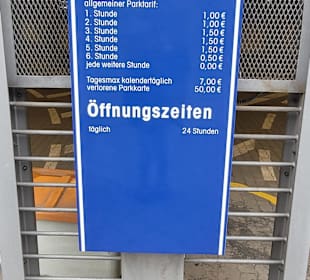 allgemeiner Parktarif:
1. Stunde 1,00 €
2. Stunde 1,00 €
3. Stunde 1,50 €
4. Stunde 1,50 €
5. Stunde 1,50 €
6. Stunde 0,50 €
jede weitere Stunde 0,00 €
Tagesmax kalendertäglich 7,00 €
verlorene Parkkarte 50,00 €
Öffnungszeiten
täglich 24 Stunden